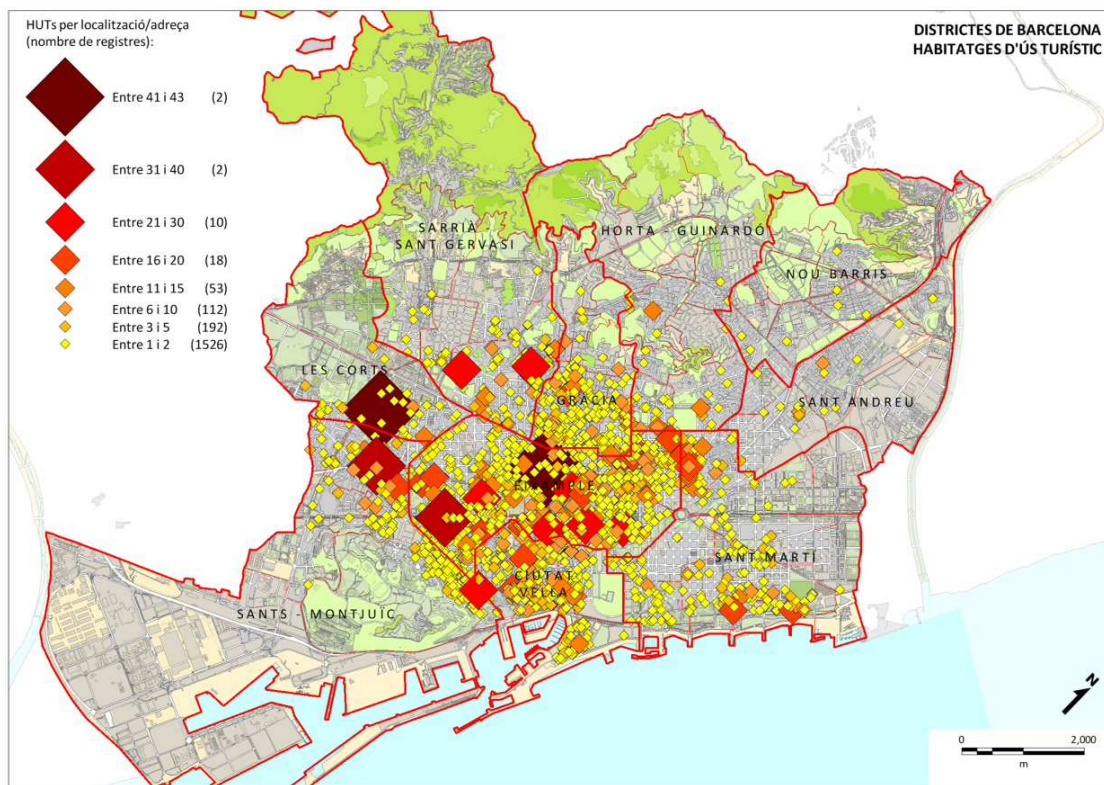 HUTs per localització/adreça
(nombre de registres):
DISTRICTES DE BARCELONA
HABITATGES D'ÚS TURÍSTIC
Entre 41 i 43 (2)
Entre 31 i 40 (2)
Entre 21 i 30 (10)
Entre 16 i 20 (18)
Entre 11 i 15 (53)
Entre 6 i 10 (112)
Entre 3 i 5 (192)
Entre 1 i 2 (1526)
SARRIÀ -
SANT GERVASI
HORTA - GUINARDÓ
NOU BARRIS
LES CORTS
GRÀCIA
SANT ANDREU
EIXAMPLE
SANT MARTÍ
CIUTAT
VELLA
SANTS - MONTJUÏC
N
0 2,000
m